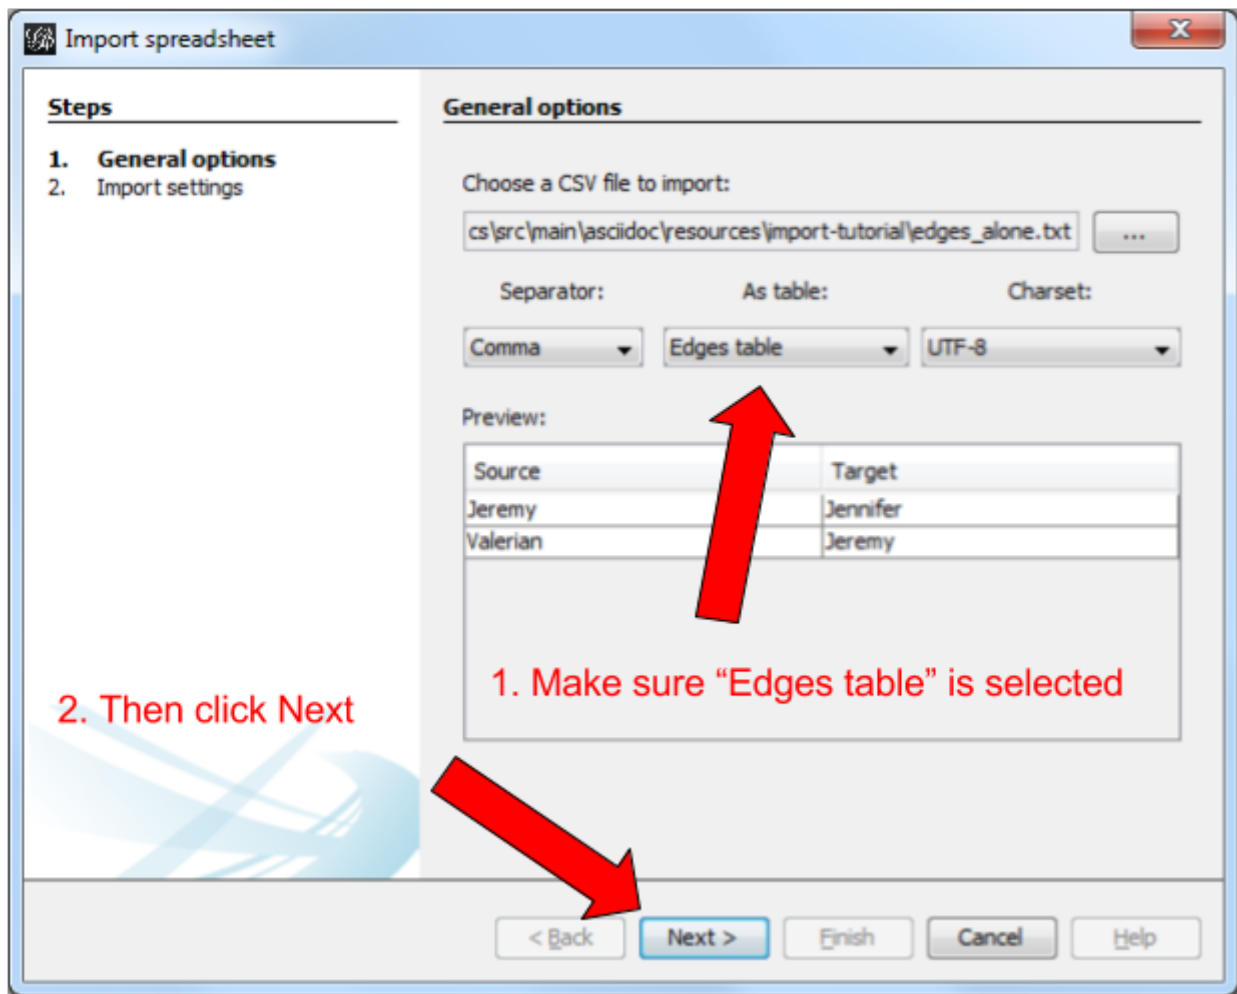 Import spreadsheet
Steps
1. General options
2. Import settings
General options
Choose a CSV file to import:
cs\src\main\asciidoc\resources\import-tutorial\edges_alone.txt ...
Separator: As table: Charset:
Comma Edges table UTF-8
Preview:
Source Target
Jeremy Jennifer
Valerian Jeremy
1. Make sure “Edges table” is selected
2. Then click Next
< Back Next > Finish Cancel Help